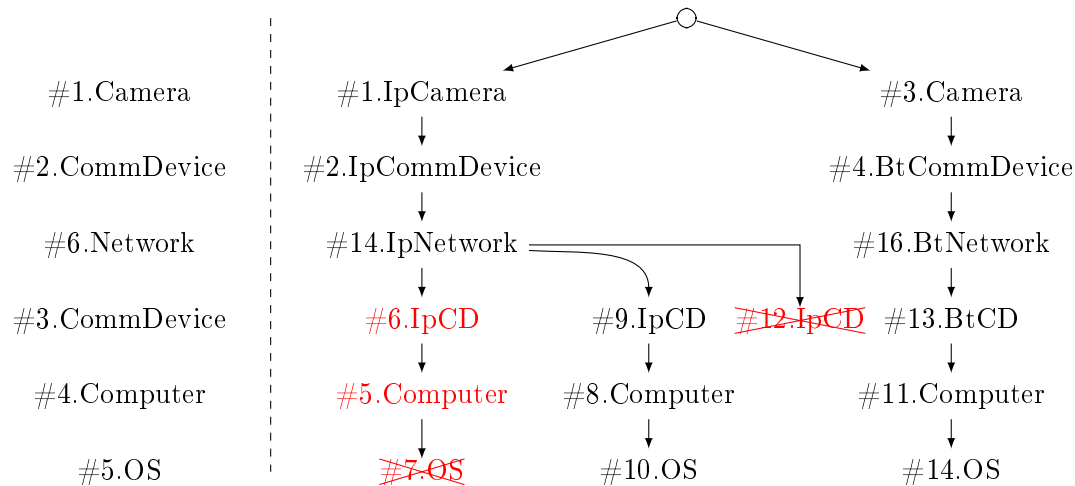 #1.Camera #1.IpCamera #3.Camera
#2.CommDevice #2.IpCommDevice #4.BtCommDevice
#6.Network #14.IpNetwork #16.BtNetwork
#3.CommDevice #6.IpCD #9.IpCD #12.IpCD #13.BtCD
#4.Computer #5.Computer #8.Computer #11.Computer
#5.OS #7.OS #10.OS #14.OS